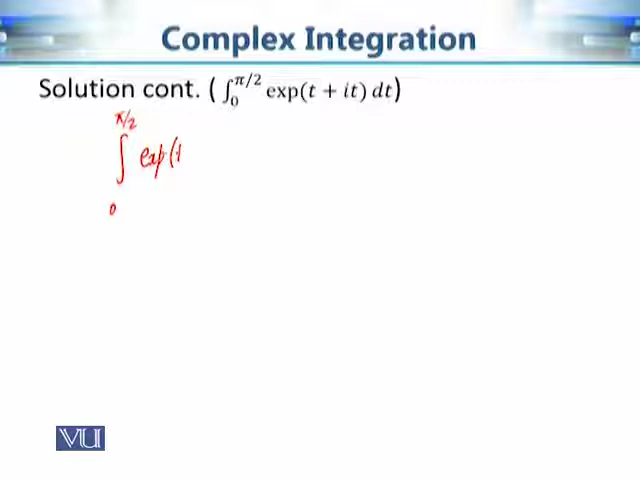 Complex Integration
Solution cont. ( ∫₀^{π/2} exp(t + it) dt)
π/2
∫ exp(t
0
VU